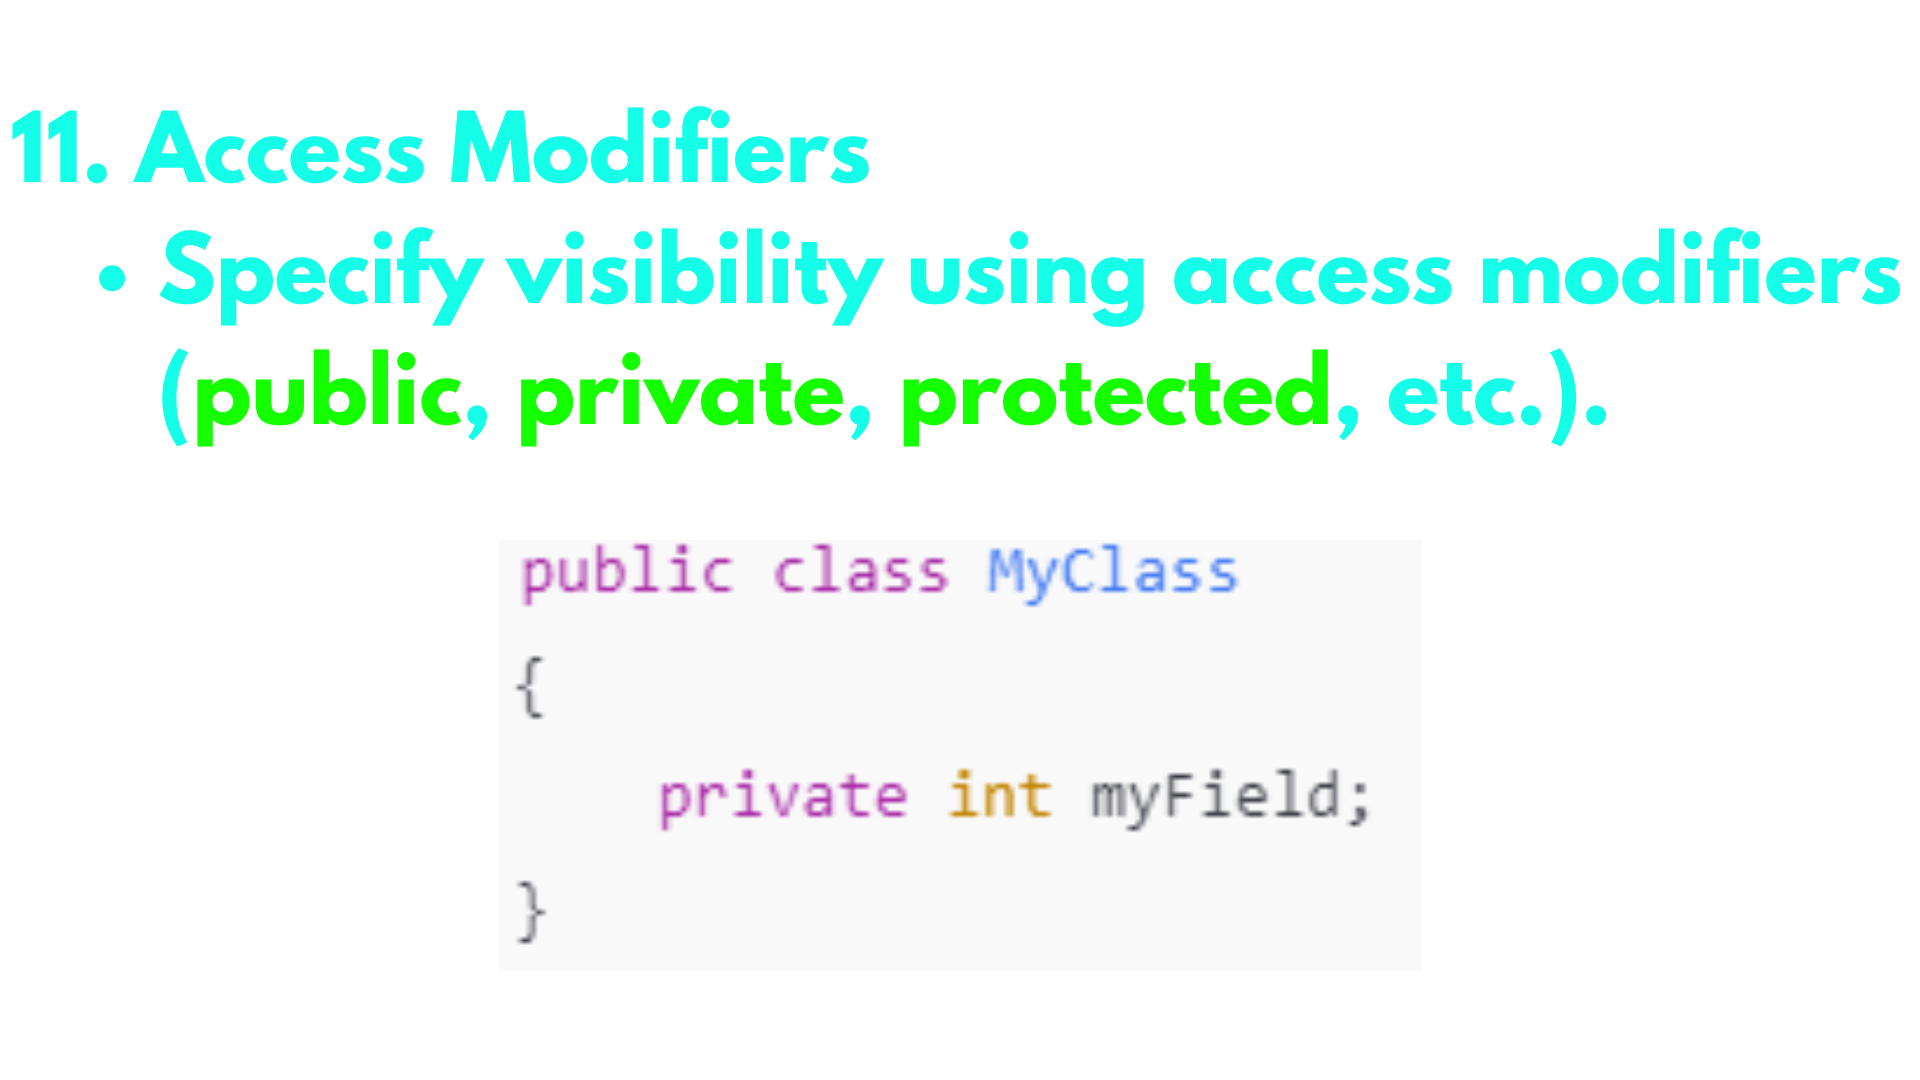 11. Access Modifiers
• Specify visibility using access modifiers
(public, private, protected, etc.).
public class MyClass
{
private int myField;
}